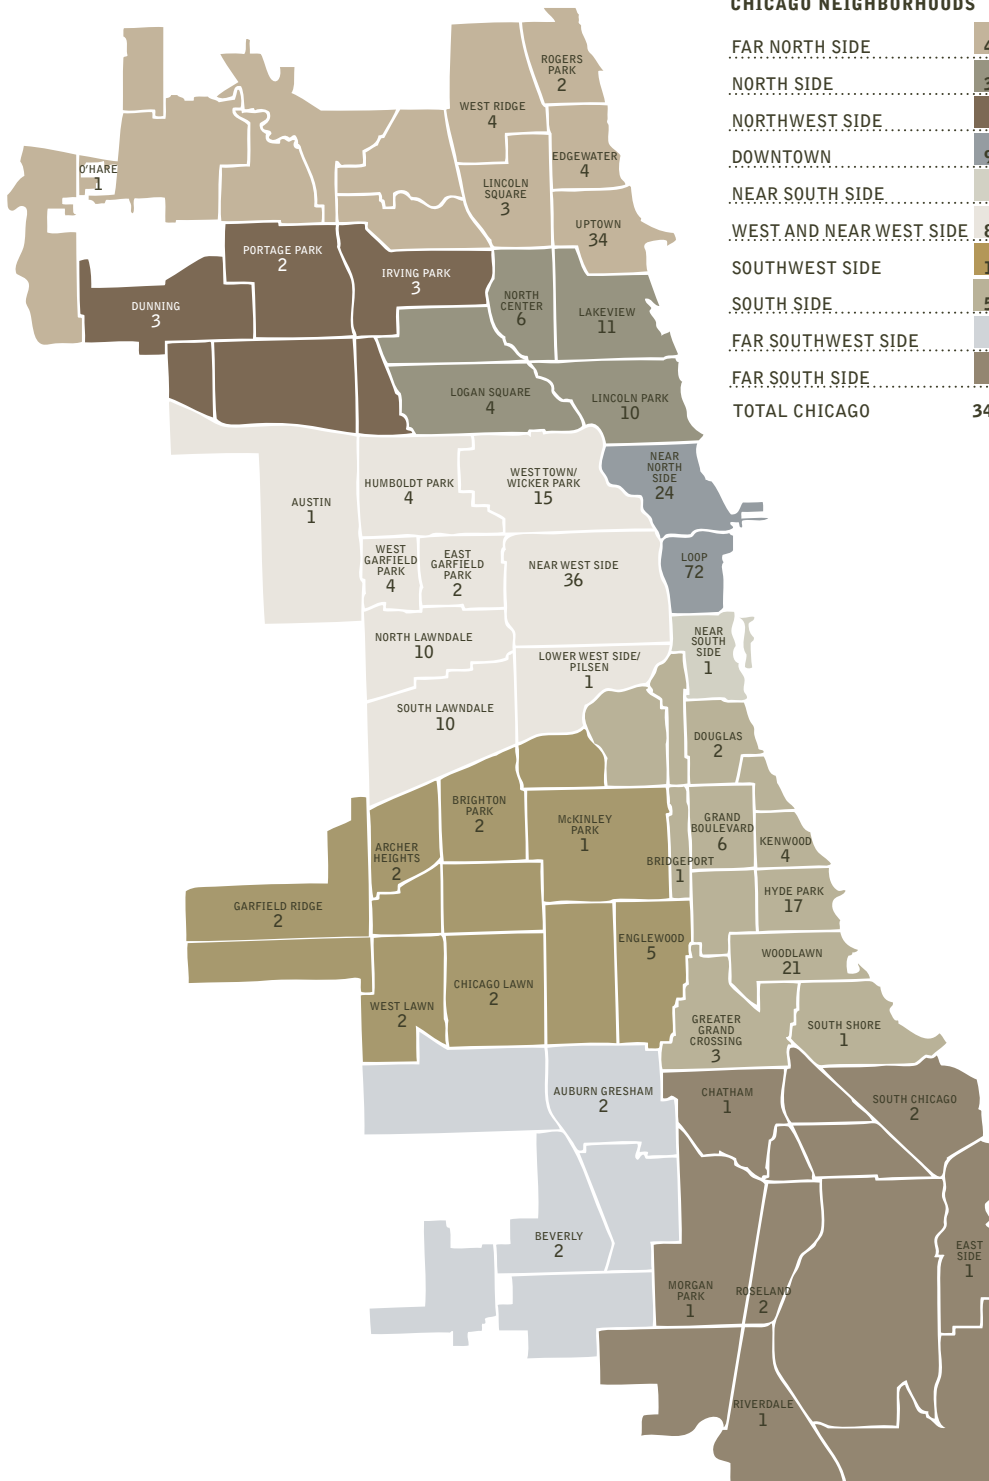 CHICAGO NEIGHBORHOODS
FAR NORTH SIDE
NORTH SIDE
NORTHWEST SIDE
DOWNTOWN
NEAR SOUTH SIDE
WEST AND NEAR WEST SIDE
SOUTHWEST SIDE
SOUTH SIDE
FAR SOUTHWEST SIDE
FAR SOUTH SIDE
TOTAL CHICAGO
ROGERS
PARK
2
WEST RIDGE
4
EDGEWATER
4
O'HARE
1
LINCOLN
SQUARE
3
UPTOWN
34
PORTAGE PARK
2
IRVING PARK
3
DUNNING
3
NORTH
CENTER
6
LAKEVIEW
11
LOGAN SQUARE
4
LINCOLN PARK
10
NEAR
NORTH
SIDE
24
AUSTIN
1
HUMBOLDT PARK
4
WEST TOWN/
WICKER PARK
15
WEST
GARFIELD
PARK
4
EAST
GARFIELD
PARK
2
NEAR WEST SIDE
36
LOOP
72
NORTH LAWNDALE
10
LOWER WEST SIDE/
PILSEN
1
NEAR
SOUTH
SIDE
1
SOUTH LAWNDALE
10
DOUGLAS
2
BRIGHTON
PARK
2
McKINLEY
PARK
1
GRAND
BOULEVARD
6
KENWOOD
4
ARCHER
HEIGHTS
2
BRIDGEPORT
1
HYDE PARK
17
GARFIELD RIDGE
2
ENGLEWOOD
5
WOODLAWN
21
CHICAGO LAWN
2
WEST LAWN
2
GREATER
GRAND
CROSSING
3
SOUTH SHORE
1
AUBURN GRESHAM
2
CHATHAM
1
SOUTH CHICAGO
2
BEVERLY
2
EAST
SIDE
1
MORGAN
PARK
1
ROSELAND
2
RIVERDALE
1